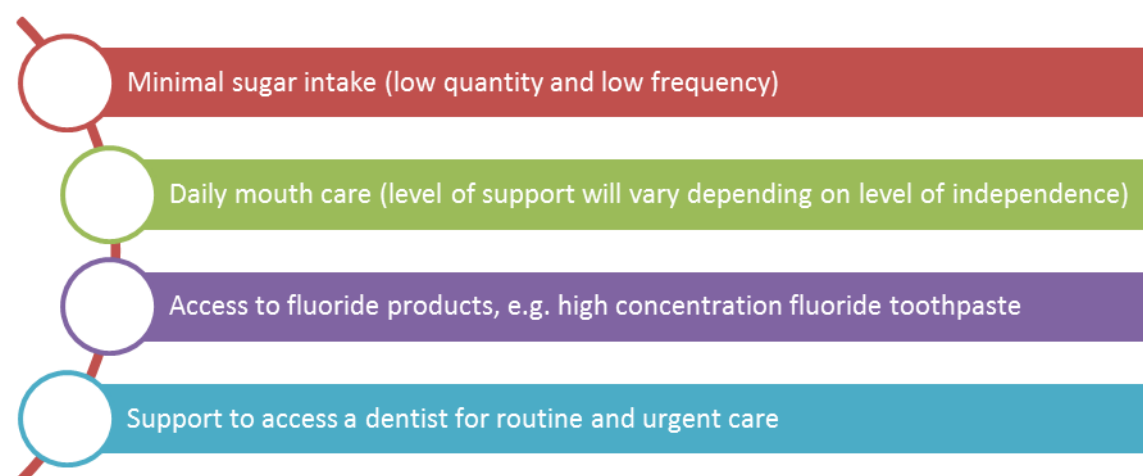 Minimal sugar intake (low quantity and low frequency)
Daily mouth care (level of support will vary depending on level of independence)
Access to fluoride products, e.g. high concentration fluoride toothpaste
Support to access a dentist for routine and urgent care